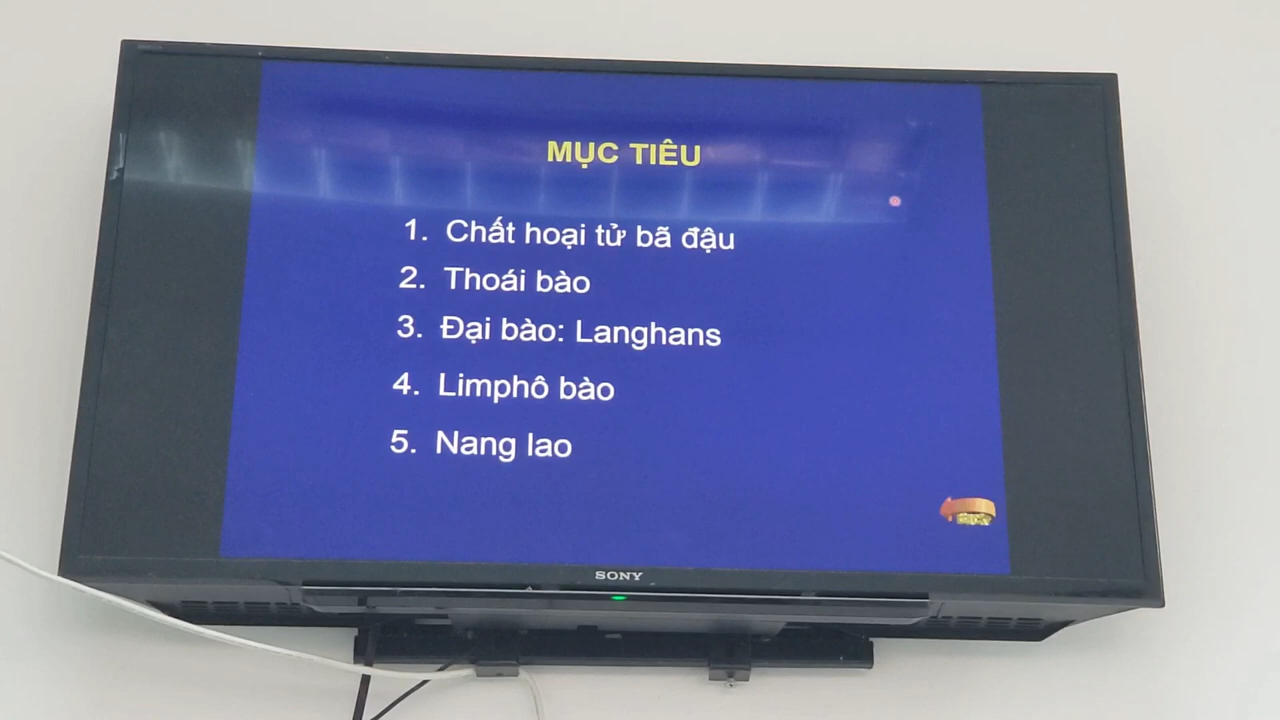 MỤC TIÊU
1. Chất hoại tử bã đậu
2. Thoái bào
3. Đại bào: Langhans
4. Limphô bào
5. Nang lao
SONY